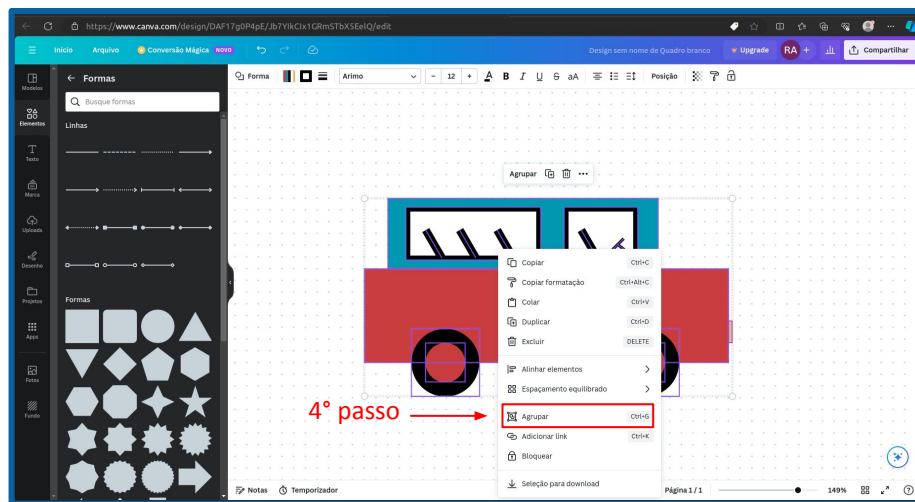 https://www.canva.com/design/DAF17g0P4pE/Jb7YlkCIx1GRmSTbX5EelQ/edit
Início Arquivo Conversão Mágica NOVO Design sem nome de Quadro branco Upgrade RA + Compartilhar
Modelos
Elementos
Texto
Marca
Uploads
Desenho
Projetos
Apps
Fotos
Fundo
Formas
Busque formas
Linhas
Formas
Forma Arimo - 12 + A B I U S aA Posição
Agrupar
Copiar Ctrl+C
Copiar formatação Ctrl+Alt+C
Colar Ctrl+V
Duplicar Ctrl+D
Excluir DELETE
Alinhar elementos
Espaçamento equilibrado
4° passo
Agrupar Ctrl+G
Adicionar link Ctrl+K
Bloquear
Seleção para download
Notas Temporizador Página 1 / 1 149%